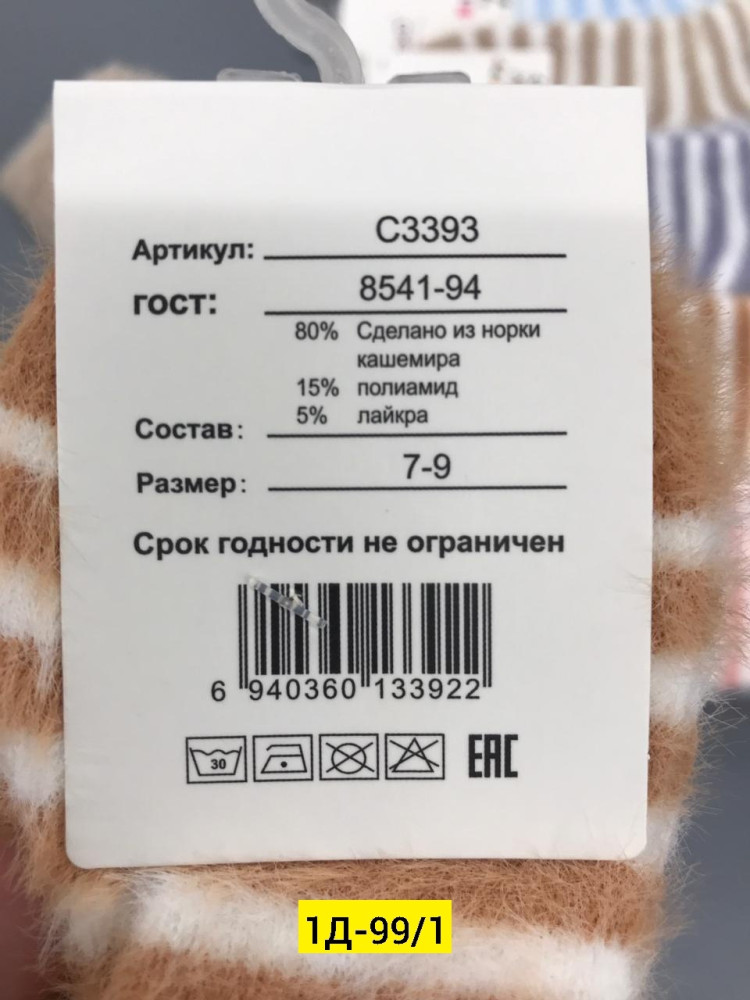 Артикул: С3393
гост: 8541-94
80% Сделано из норки
кашемира
15% полиамид
5% лайкра
Состав:
Размер: 7-9
Срок годности не ограничен
6 940360 133922
30
EAC
1Д-99/1